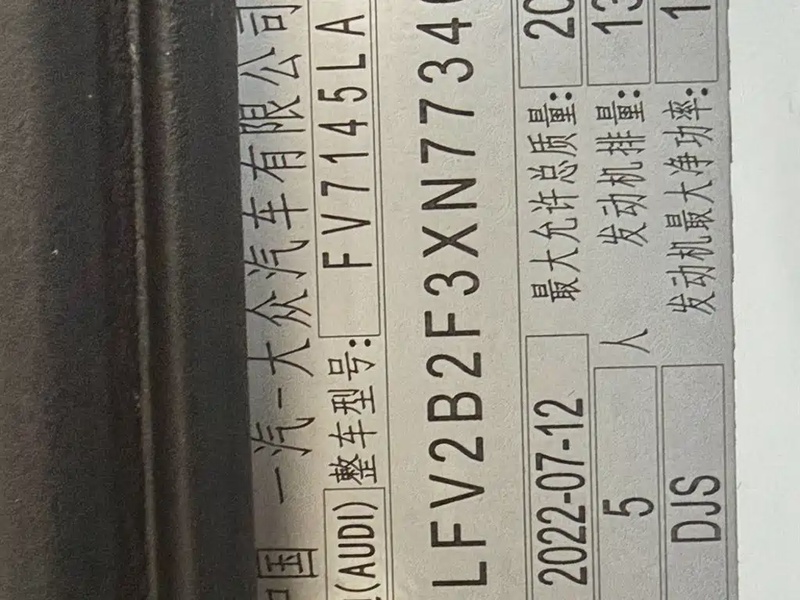 中国 一汽-大众汽车有限公司
(AUDI) 整车型号: FV7145LA
LFV2B2F3XN7734
2022-07-12 最大允许总质量: 20
5 人 发动机排量: 13
DJS 发动机最大净功率: 1